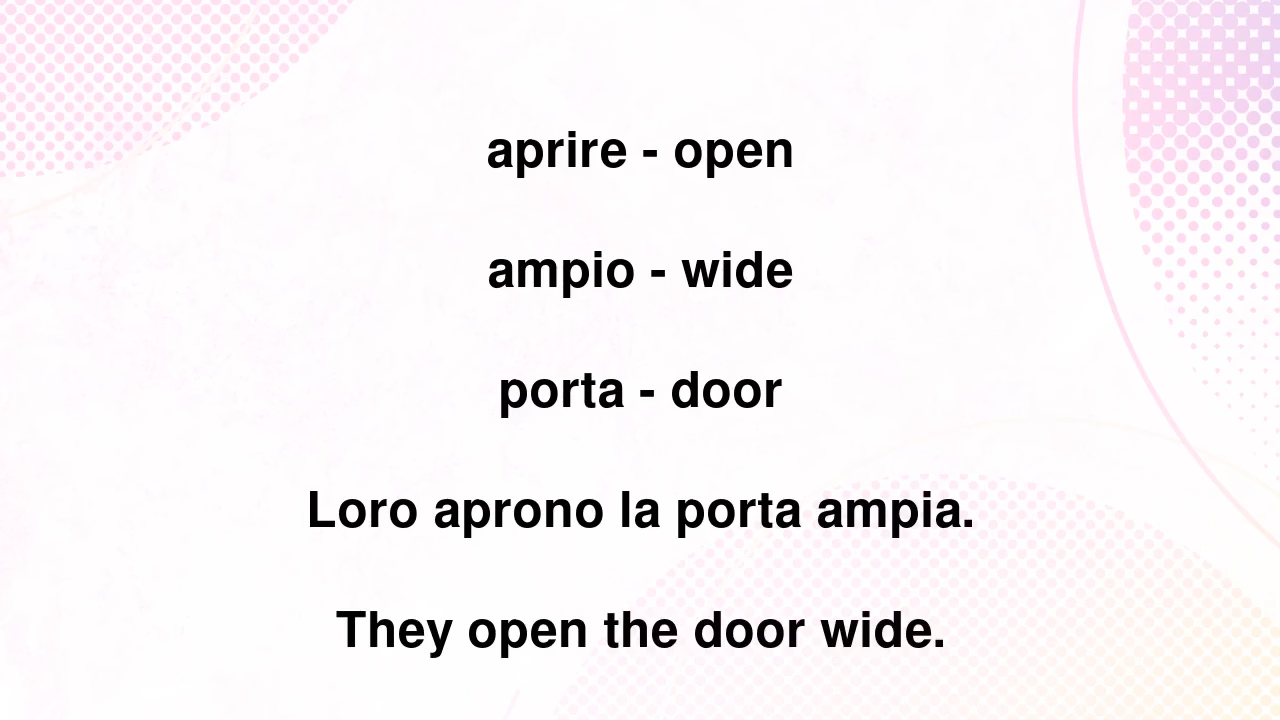 aprire - open
ampio - wide
porta - door
Loro aprono la porta ampia.
They open the door wide.